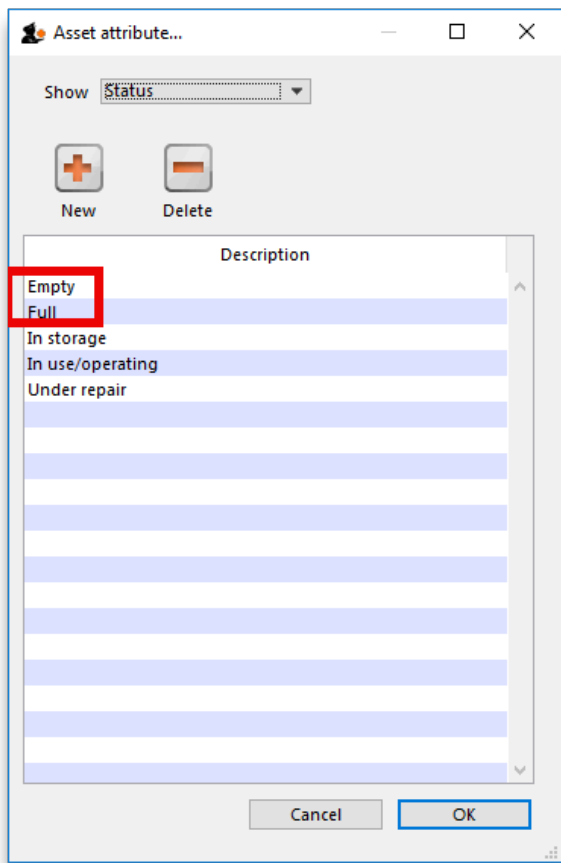 Asset attribute...
Show Status
New Delete
Description
Empty
Full
In storage
In use/operating
Under repair
Cancel OK